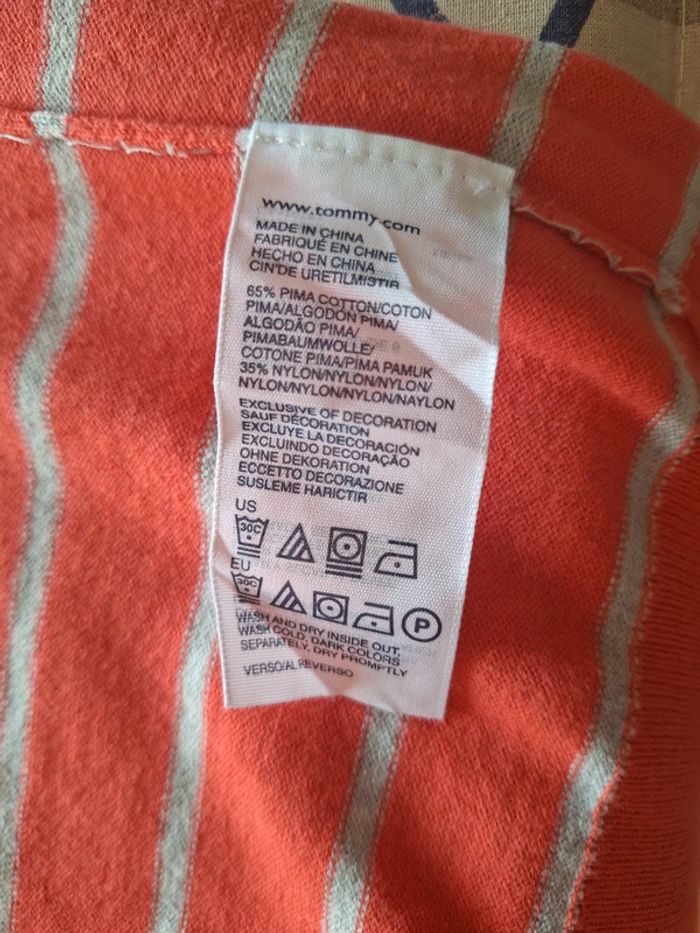 www.tommy.com
MADE IN CHINA
FABRIQUÉ EN CHINE
HECHO EN CHINA
CIN'DE URETILMISTIR
65% PIMA COTTON/COTON
PIMA/ALGODÓN PIMA/
ALGODÃO PIMA/
PIMABAUMWOLLE/
COTONE PIMA/PIMA PAMUK
35% NYLON/NYLON/NYLON/
NYLON/NYLON/NYLON/NAYLON
EXCLUSIVE OF DECORATION
SAUF DÉCORATION
EXCLUYE LA DECORACIÓN
EXCLUINDO DECORAÇÃO
OHNE DEKORATION
ECCETTO DECORAZIONE
SUSLEME HARICTIR
US
30C
EU
30C P
WASH AND DRY INSIDE OUT,
WASH COLD, DARK COLORS
SEPARATELY, DRY PROMPTLY
VERSO/AL REVERSO